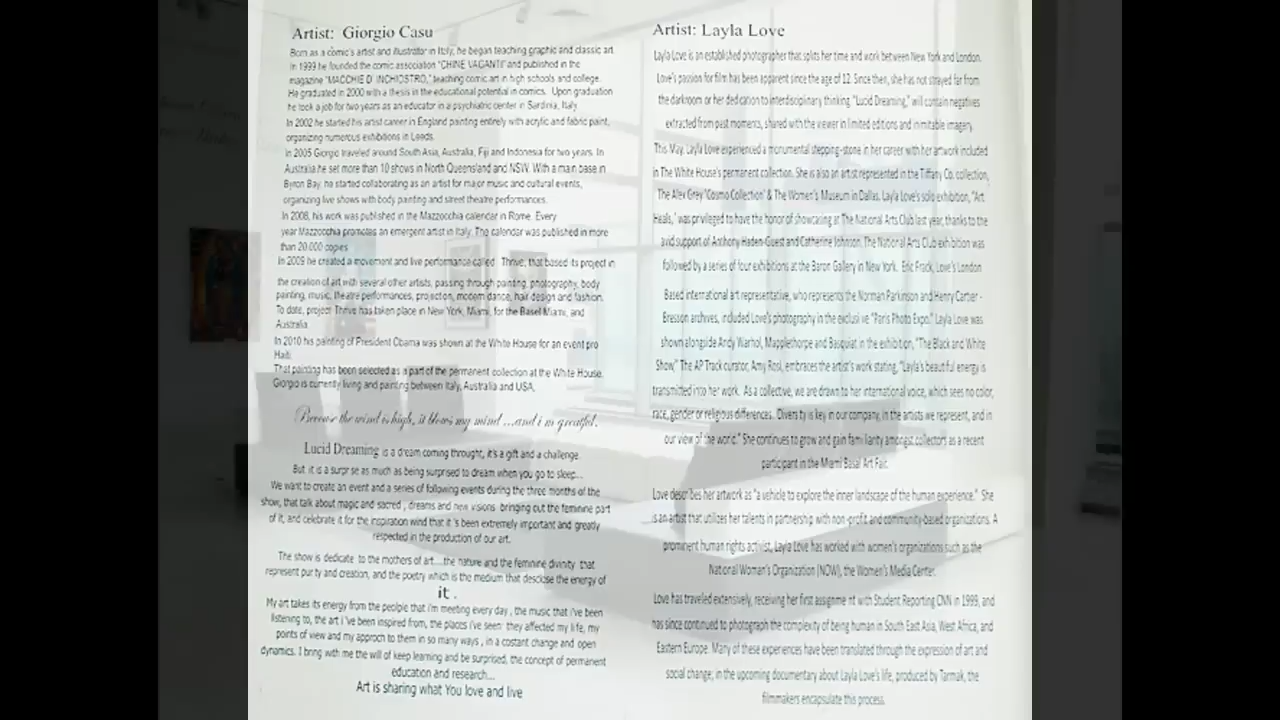 Artist: Giorgio Casu
Born as a comic's artist and illustrator in Italy, he began teaching graphic and classic art.
In 1999 he founded the comic association "CHINE VAGANTI" and published in the
magazine "MACCHIE D' INCHIOSTRO," teaching comic art in high schools and college.
He graduated in 2000 with a thesis in the educational potential in comics. Upon graduation
he took a job for two years as an educator in a psychiatric center in Sardinia, Italy.
In 2002 he started his artist career in England painting entirely with acrylic and fabric paint,
organizing numerous exhibitions in Leeds.
In 2005 Giorgio traveled around South Asia, Australia, Fiji and Indonesia for two years. In
Australia he set more than 10 shows in North Queensland and NSW. With a main base in
Byron Bay, he started collaborating as an artist for major music and cultural events,
organizing live shows with body painting and street theatre performances.
In 2008, his work was published in the Mazzocchia calendar in Rome. Every
year Mazzocchia promotes an emergent artist in Italy. The calendar was published in more
than 20.000 copies
In 2009 he created a movement and live performance called Thrive, that based its project in
the creation of art with several other artists, passing through painting, photography, body
painting, music, theatre performances, projection, modern dance, hair design and fashion.
To date, project Thrive has taken place in New York, Miami, for the Basel Miami, and
Australia
In 2010 his painting of President Obama was shown at the White House for an event pro
Haiti.
That painting has been selected as a part of the permanent collection at the White House.
Giorgio is currently living and painting between Italy, Australia and USA.
Because the wind is high, it blows my mind ...and i m greatful.
Lucid Dreaming is a dream coming throught, it's a gift and a challenge
But it is a surprise as much as being surprised to dream when you go to sleep...
We want to create an event and a series of following events during the three months of the
show, that talk about magic and sacred , dreams and new visions bringing out the feminine part
of it, and celebrate it for the inspiration wind that it 's been extremely important and greatly
respected in the production of our art.
The show is dedicate to the mothers of art....the nature and the feminine divinity that
represent purity and creation, and the poetry which is the medium that desclose the energy of
it .
My art takes its energy from the peolple that i'm meeting every day , the music that i've been
listening to, the art i 've been inspired from, the places i've seen they affected my life, my
points of view and my approch to them in so many ways , in a costant change and open
dynamics. I bring with me the will of keep learning and be surprised, the concept of permanent
education and research...
Art is sharing what You love and live
Artist: Layla Love
Layla Love is an established photographer that splits her time and work between New York and London.
Love's passion for film has been apparent since the age of 12. Since then, she has not strayed far from
the darkroom or her dedication to interdisciplinary thinking. "Lucid Dreaming," will contain negatives
extracted from past moments, shared with the viewer in limited editions and inimitable imagery.
This May, Layla Love experienced a monumental stepping-stone in her career with her artwork included
in The White House's permanent collection. She is also an artist represented in the Tiffany Co. collection,
The Alex Grey "Cosmo Collection" & The Women's Museum in Dallas. Layla Love's solo exhibition, "Art
Heals," was privileged to have the honor of showcasing at The National Arts Club last year, thanks to the
avid support of Anthony Haden-Guest and Catherine Johnson. The National Arts Club exhibition was
followed by a series of four exhibitions at the Baron Gallery in New York. Eric Frack, Love's London
Based international art representative, who represents the Norman Parkinson and Henry Cartier -
Bresson archives, included Love's photography in the exclusive "Paris Photo Expo." Layla Love was
shown alongside Andy Warhol, Mapplethorpe and Basquiat in the exhibition, "The Black and White
Show." The AP Track curator, Amy Rosi, embraces the artist's work stating, "Layla's beautiful energy is
transmitted into her work. As a collective, we are drawn to her international voice, which sees no color,
race, gender or religious differences. Diversity is key in our company, in the artists we represent, and in
our view of the world." She continues to grow and gain familiarity amongst collectors as a recent
participant in the Miami Basal Art Fair.
Love describes her artwork as "a vehicle to explore the inner landscape of the human experience." She
is an artist that utilizes her talents in partnership with non-profit and community-based organizations. A
prominent human rights activist, Layla Love has worked with women's organizations such as the
National Women's Organization (NOW), the Women's Media Center.
Love has traveled extensively, receiving her first assignment with Student Reporting CNN in 1999, and
has since continued to photograph the complexity of being human in South East Asia, West Africa, and
Eastern Europe. Many of these experiences have been translated through the expression of art and
social change; in the upcoming documentary about Layla Love's life, produced by Tarmak, the
filmmakers encapsulate this process.